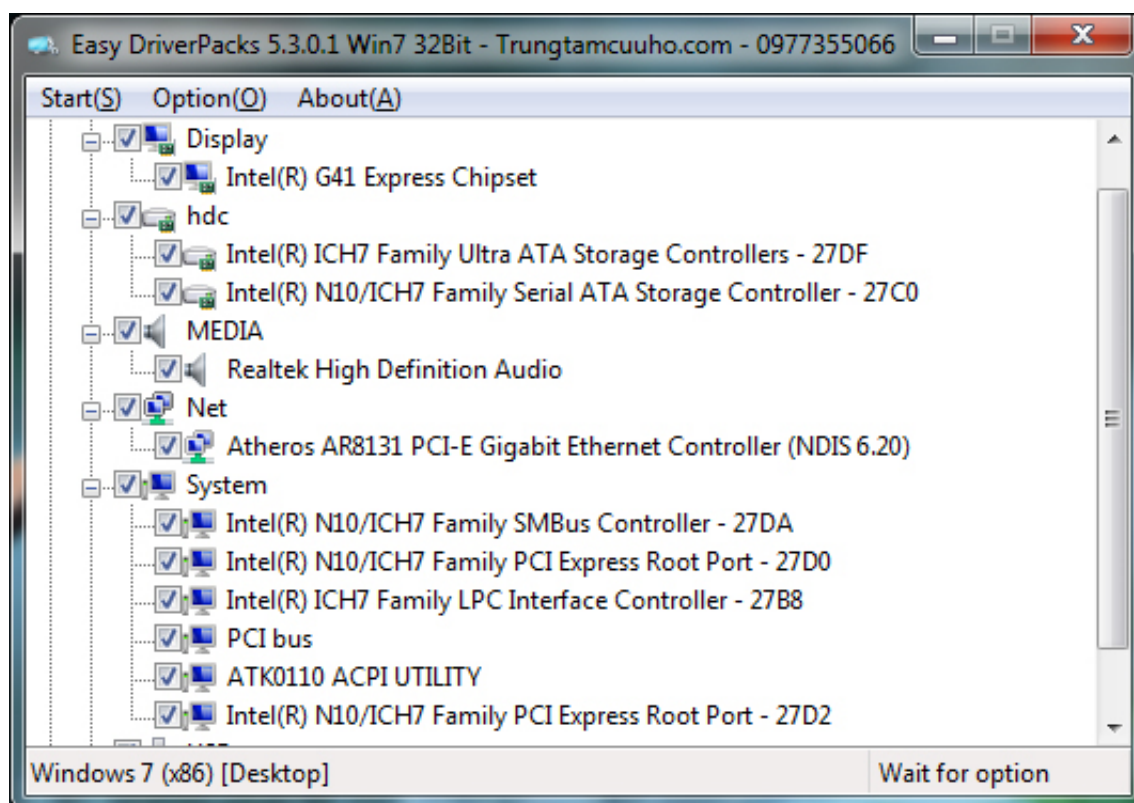 Easy DriverPacks 5.3.0.1 Win7 32Bit - Trungtamcuuho.com - 0977355066
Start(S) Option(O) About(A)
Display
Intel(R) G41 Express Chipset
hdc
Intel(R) ICH7 Family Ultra ATA Storage Controllers - 27DF
Intel(R) N10/ICH7 Family Serial ATA Storage Controller - 27C0
MEDIA
Realtek High Definition Audio
Net
Atheros AR8131 PCI-E Gigabit Ethernet Controller (NDIS 6.20)
System
Intel(R) N10/ICH7 Family SMBus Controller - 27DA
Intel(R) N10/ICH7 Family PCI Express Root Port - 27D0
Intel(R) ICH7 Family LPC Interface Controller - 27B8
PCI bus
ATK0110 ACPI UTILITY
Intel(R) N10/ICH7 Family PCI Express Root Port - 27D2
Windows 7 (x86) [Desktop] Wait for option